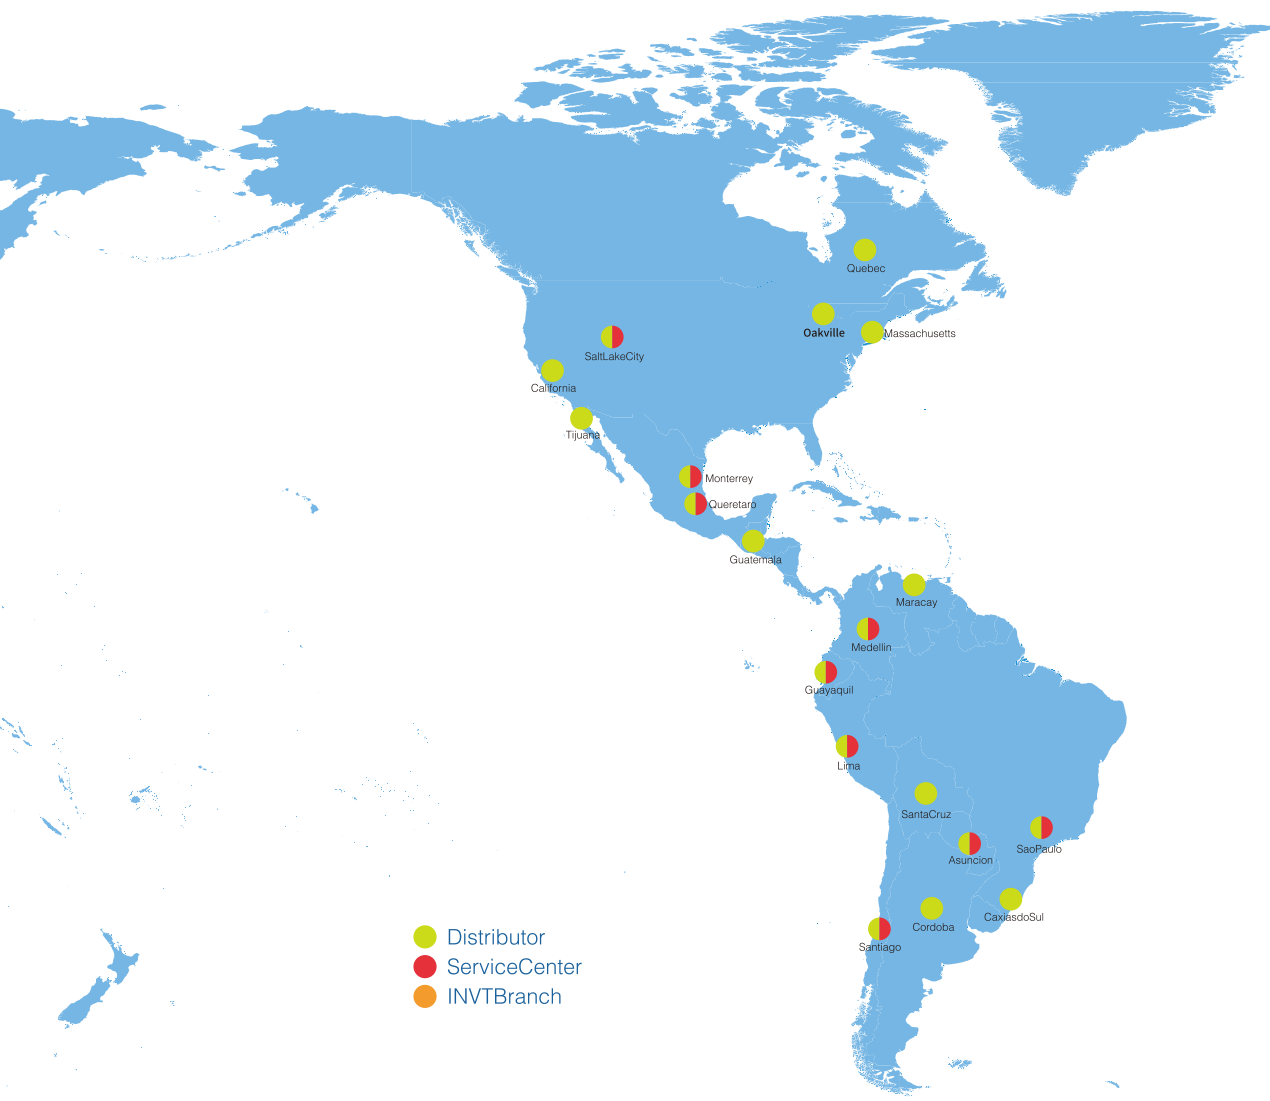 Quebec
Oakville
Massachusetts
SaltLakeCity
California
Tijuana
Monterrey
Queretaro
Guatemala
Maracay
Medellin
Guayaquil
Lima
SantaCruz
SaoPaulo
Asuncion
CaxiasdoSul
Cordoba
Santiago
Distributor
ServiceCenter
INVTBranch